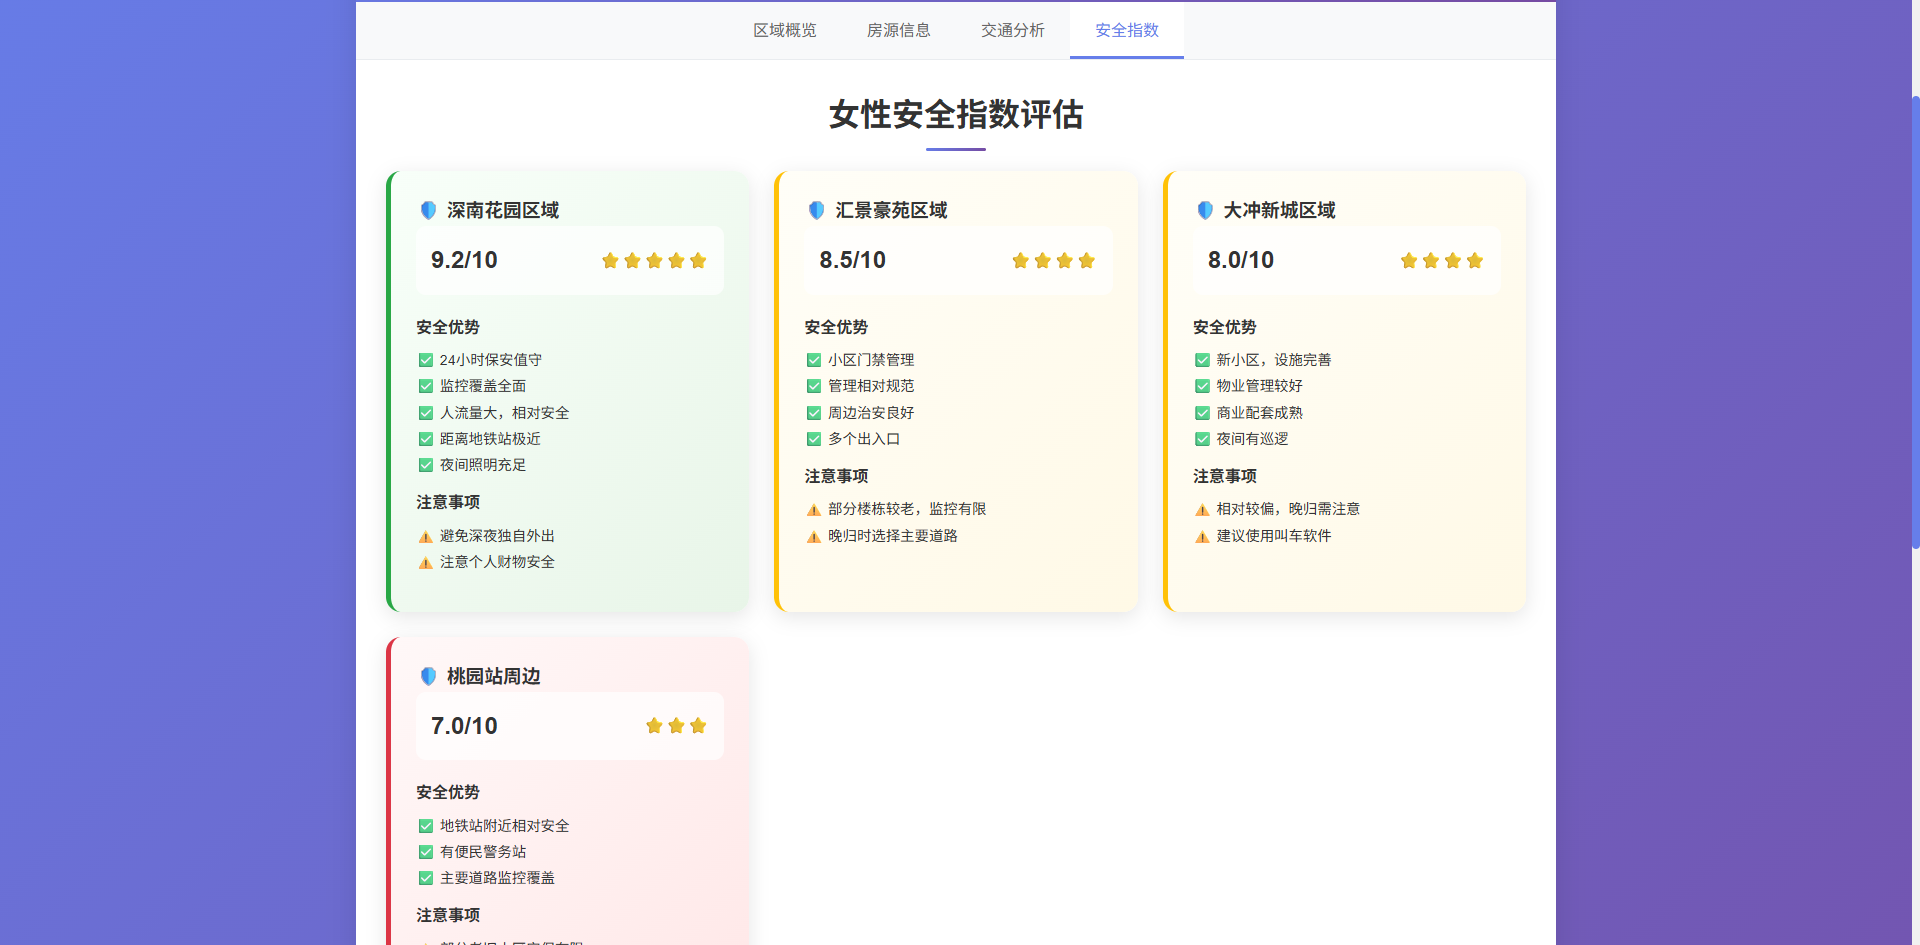 区域概览
房源信息
交通分析
安全指数
女性安全指数评估
深南花园区域
9.2/10
安全优势
24小时保安值守
监控覆盖全面
人流量大，相对安全
距离地铁站极近
夜间照明充足
注意事项
避免深夜独自外出
注意个人财物安全
汇景豪苑区域
8.5/10
安全优势
小区门禁管理
管理相对规范
周边治安良好
多个出入口
注意事项
部分楼栋较老，监控有限
晚归时选择主要道路
大冲新城区域
8.0/10
安全优势
新小区，设施完善
物业管理较好
商业配套成熟
夜间有巡逻
注意事项
相对较偏，晚归需注意
建议使用叫车软件
桃园站周边
7.0/10
安全优势
地铁站附近相对安全
有便民警务站
主要道路监控覆盖
注意事项